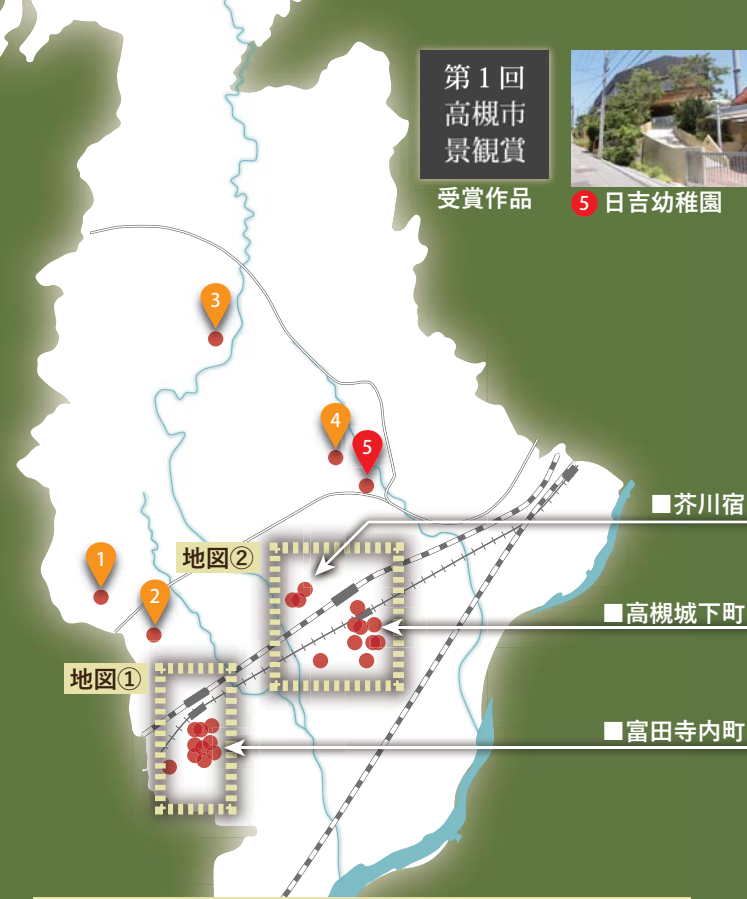 第1回
高槻市
景観賞
受賞作品
5 日吉幼稚園
3
4
5
■芥川宿
地図②
1
2
■高槻城下町
地図①
■富田寺内町